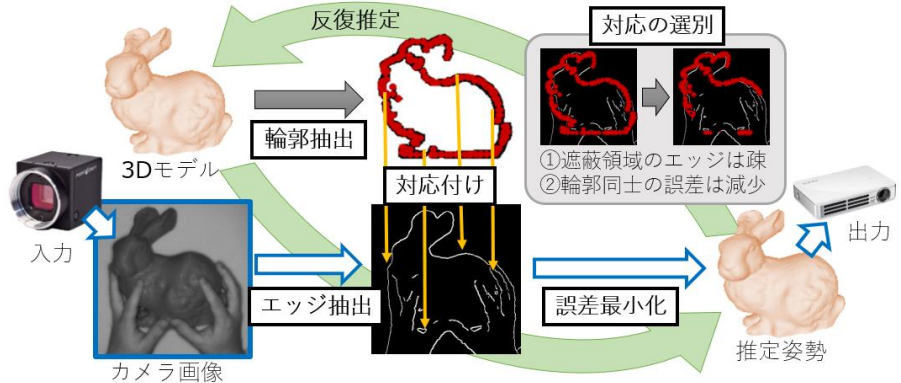 反復推定
対応の選別
輪郭抽出
3Dモデル
①遮蔽領域のエッジは疎
②輪郭同士の誤差は減少
対応付け
入力
出力
エッジ抽出
誤差最小化
推定姿勢
カメラ画像